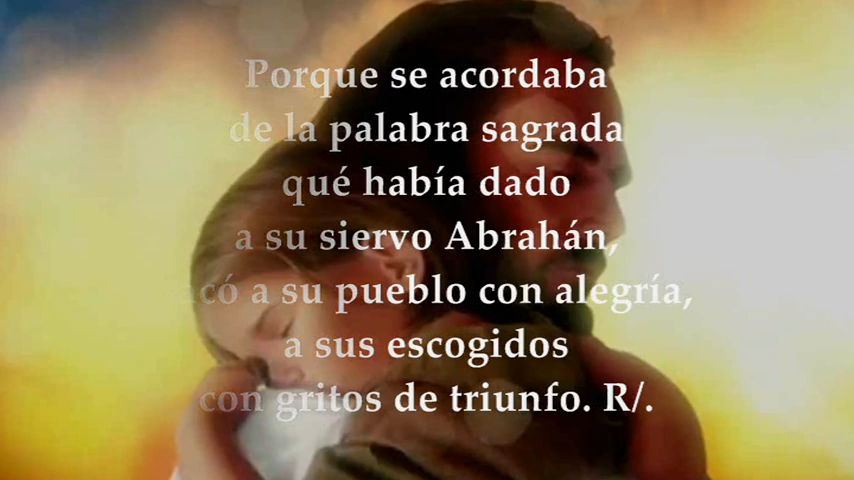 Porque se acordaba
de la palabra sagrada
qué había dado
a su siervo Abrahán,
a su pueblo con alegría,
a sus escogidos
con gritos de triunfo. R/.